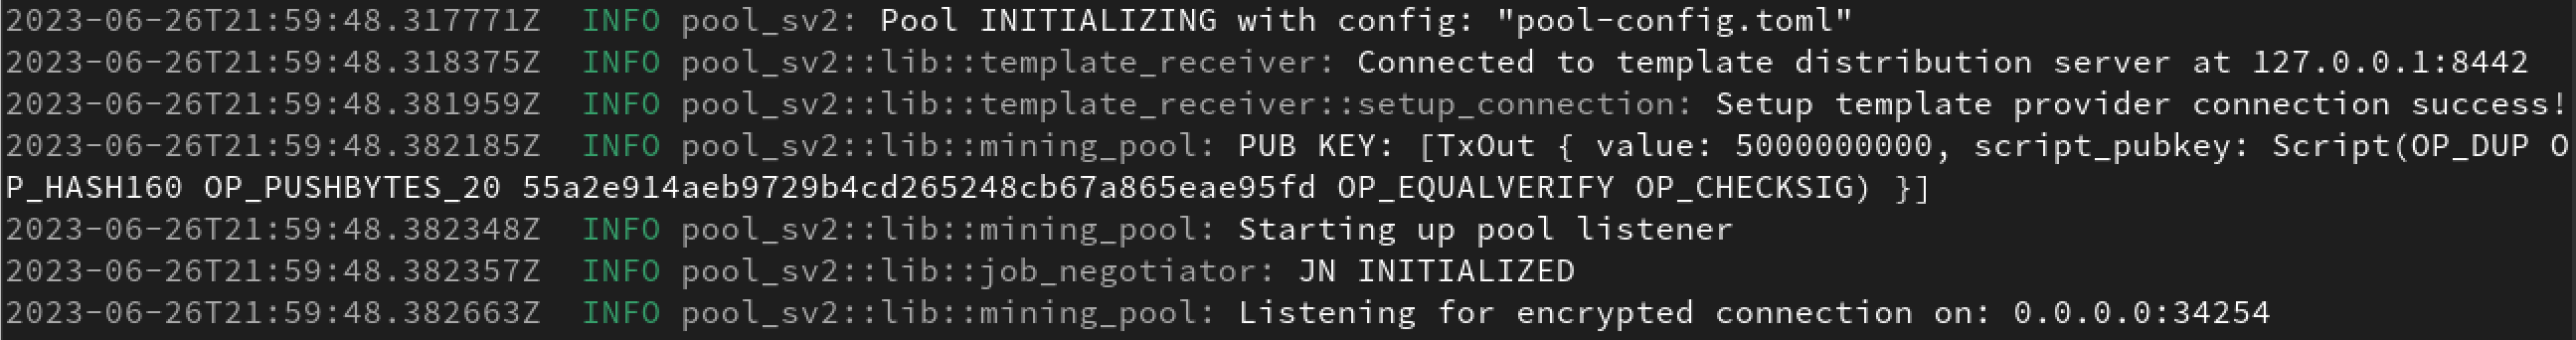 2023-06-26T21:59:48.317771Z  INFO pool_sv2: Pool INITIALIZING with config: "pool-config.toml"
2023-06-26T21:59:48.318375Z  INFO pool_sv2::lib::template_receiver: Connected to template distribution server at 127.0.0.1:8442
2023-06-26T21:59:48.381959Z  INFO pool_sv2::lib::template_receiver::setup_connection: Setup template provider connection success!
2023-06-26T21:59:48.382185Z  INFO pool_sv2::lib::mining_pool: PUB KEY: [TxOut { value: 5000000000, script_pubkey: Script(OP_DUP O
P_HASH160 OP_PUSHBYTES_20 55a2e914aeb9729b4cd265248cb67a865eae95fd OP_EQUALVERIFY OP_CHECKSIG) }]
2023-06-26T21:59:48.382348Z  INFO pool_sv2::lib::mining_pool: Starting up pool listener
2023-06-26T21:59:48.382357Z  INFO pool_sv2::lib::job_negotiator: JN INITIALIZED
2023-06-26T21:59:48.382663Z  INFO pool_sv2::lib::mining_pool: Listening for encrypted connection on: 0.0.0.0:34254